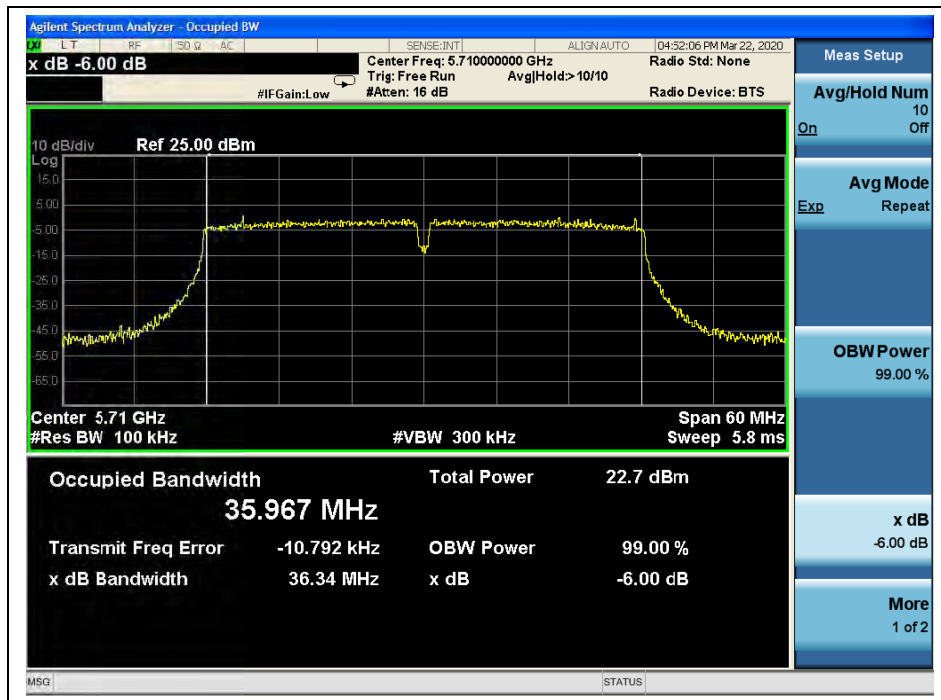 Agilent Spectrum Analyzer - Occupied BW
LXI LT RF 50 Ω AC SENSE:INT ALIGN AUTO 04:52:06 PM Mar 22, 2020
x dB -6.00 dB
Center Freq: 5.710000000 GHz
Radio Std: None
Trig: Free Run Avg|Hold:>10/10
#IFGain:Low
#Atten: 16 dB
Radio Device: BTS
10 dB/div Ref 25.00 dBm
Log
15.0
5.00
-5.00
-15.0
-25.0
-35.0
-45.0
-55.0
-65.0
Center 5.71 GHz Span 60 MHz
#Res BW 100 kHz #VBW 300 kHz Sweep 5.8 ms
Occupied Bandwidth
Total Power 22.7 dBm
35.967 MHz
Transmit Freq Error -10.792 kHz OBW Power 99.00 %
x dB Bandwidth 36.34 MHz x dB -6.00 dB
Meas Setup
Avg/Hold Num
10
On Off
Avg Mode
Exp Repeat
OBW Power
99.00 %
x dB
-6.00 dB
More
1 of 2
MSG STATUS